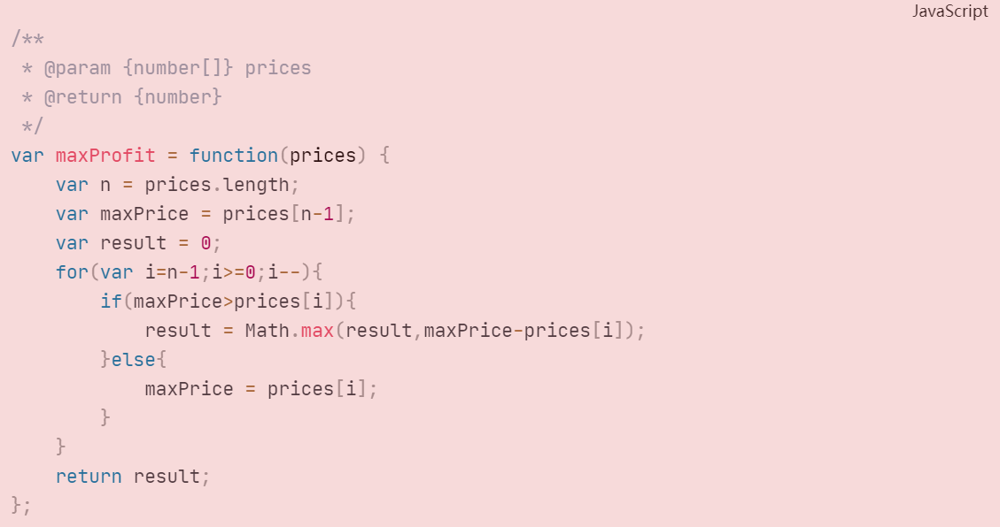 JavaScript
/**
 * @param {number[]} prices
 * @return {number}
 */
var maxProfit = function(prices) {
    var n = prices.length;
    var maxPrice = prices[n-1];
    var result = 0;
    for(var i=n-1;i>=0;i--){
        if(maxPrice>prices[i]){
            result = Math.max(result,maxPrice-prices[i]);
        }else{
            maxPrice = prices[i];
        }
    }
    return result;
};